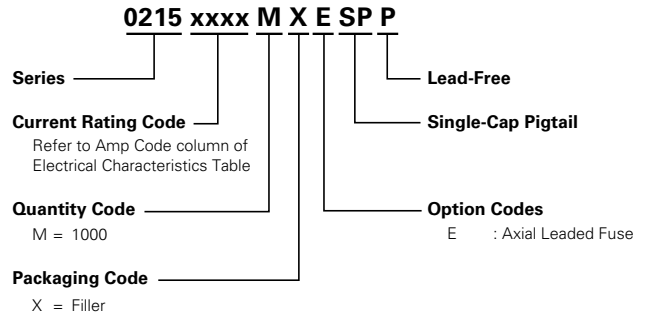 0215 xxxx M X E SP P
Series
Lead-Free
Current Rating Code
Refer to Amp Code column of
Electrical Characteristics Table
Single-Cap Pigtail
Quantity Code
M = 1000
Option Codes
E : Axial Leaded Fuse
Packaging Code
X = Filler